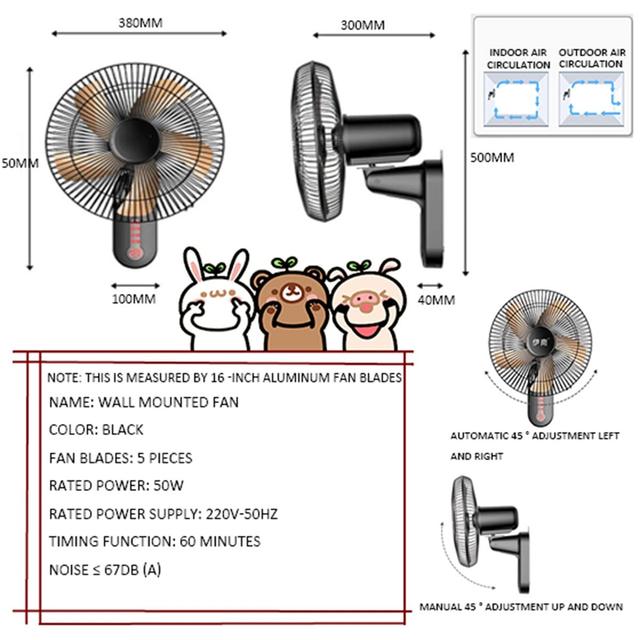 380MM
300MM
INDOOR AIR
CIRCULATION
OUTDOOR AIR
CIRCULATION
50MM
500MM
100MM
40MM
NOTE: THIS IS MEASURED BY 16 -INCH ALUMINUM FAN BLADES
NAME: WALL MOUNTED FAN
COLOR: BLACK
FAN BLADES: 5 PIECES
RATED POWER: 50W
RATED POWER SUPPLY: 220V-50HZ
TIMING FUNCTION: 60 MINUTES
NOISE ≤ 67DB (A)
AUTOMATIC 45 ° ADJUSTMENT LEFT
AND RIGHT
MANUAL 45 ° ADJUSTMENT UP AND DOWN